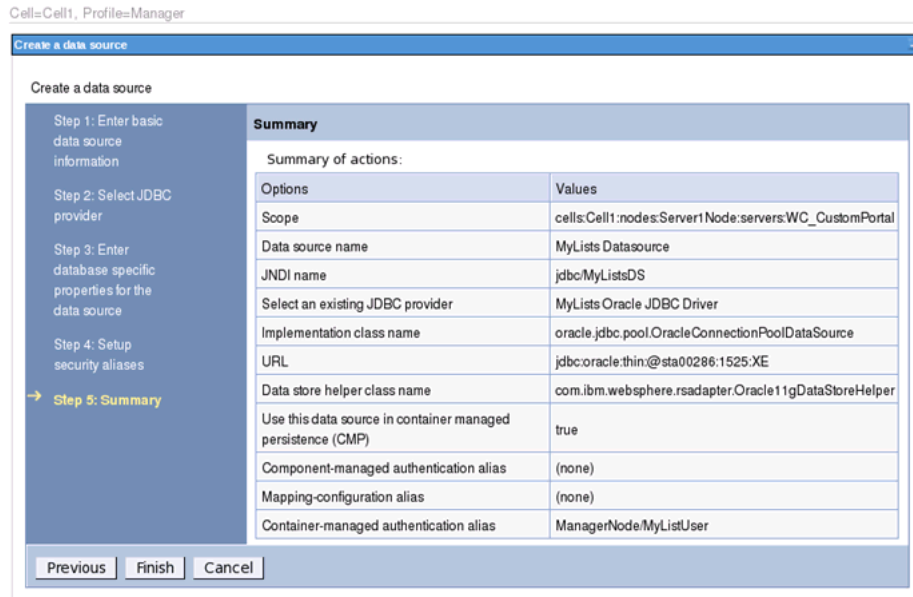 Cell=Cell1, Profile=Manager
Create a data source
Create a data source
Step 1: Enter basic
data source
information
Step 2: Select JDBC
provider
Step 3: Enter
database specific
properties for the
data source
Step 4: Setup
security aliases
Step 5: Summary
Summary
Summary of actions:
Options Values
Scope cells:Cell1:nodes:Server1Node:servers:WC_CustomPortal
Data source name MyLists Datasource
JNDI name jdbc/MyListsDS
Select an existing JDBC provider MyLists Oracle JDBC Driver
Implementation class name oracle.jdbc.pool.OracleConnectionPoolDataSource
URL jdbc:oracle:thin:@sta00286:1525:XE
Data store helper class name com.ibm.websphere.rsadapter.Oracle11gDataStoreHelper
Use this data source in container managed
persistence (CMP) true
Component-managed authentication alias (none)
Mapping-configuration alias (none)
Container-managed authentication alias ManagerNode/MyListUser
Previous Finish Cancel